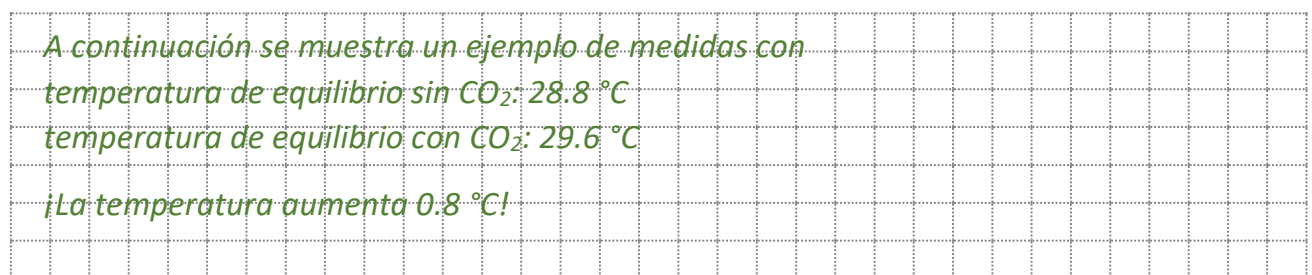 A continuación se muestra un ejemplo de medidas con
temperatura de equilibrio sin CO₂: 28.8 °C
temperatura de equilibrio con CO₂: 29.6 °C
¡La temperatura aumenta 0.8 °C!